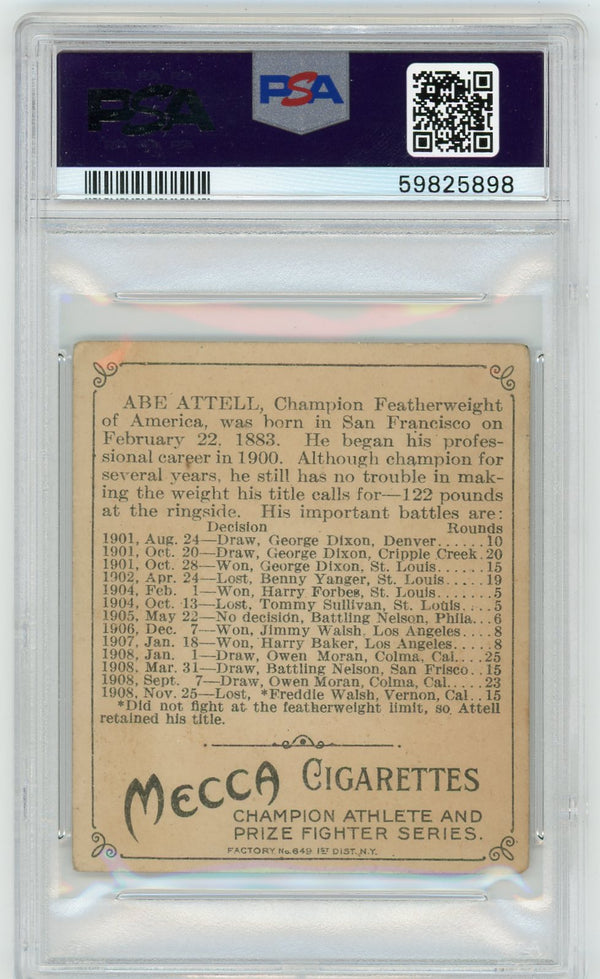 PSA
PSA
59825898
ABE ATTELL, Champion Featherweight
of America, was born in San Francisco on
February 22, 1883. He began his profes-
sional career in 1900. Although champion for
several years, he still has no trouble in mak-
ing the weight his title calls for—122 pounds
at the ringside. His important battles are:
Decision Rounds
1901, Aug. 24—Draw, George Dixon, Denver......10
1901, Oct. 20—Draw, George Dixon, Cripple Creek.20
1901, Oct. 28—Won, George Dixon, St. Louis......15
1902, Apr. 24—Lost, Benny Yanger, St. Louis.....19
1904, Feb. 1—Won, Harry Forbes, St. Louis.......5
1904, Oct. 13—Lost, Tommy Sullivan, St. Louis....5
1905, May 22—No decision, Battling Nelson, Phila...6
1906, Dec. 7—Won, Jimmy Walsh, Los Angeles....8
1907, Jan. 18—Won, Harry Baker, Los Angeles.....8
1908, Jan. 1—Draw, Owen Moran, Colma, Cal....25
1908, Mar. 31—Draw, Battling Nelson, San Frisco..15
1908, Sept. 7—Draw, Owen Moran, Colma, Cal.....23
1908, Nov. 25—Lost, *Freddie Walsh, Vernon, Cal..15
*Did not fight at the featherweight limit, so Attell
retained his title.
MECCA CIGARETTES
CHAMPION ATHLETE AND
PRIZE FIGHTER SERIES.
FACTORY No. 649 1ST DIST. N.Y.